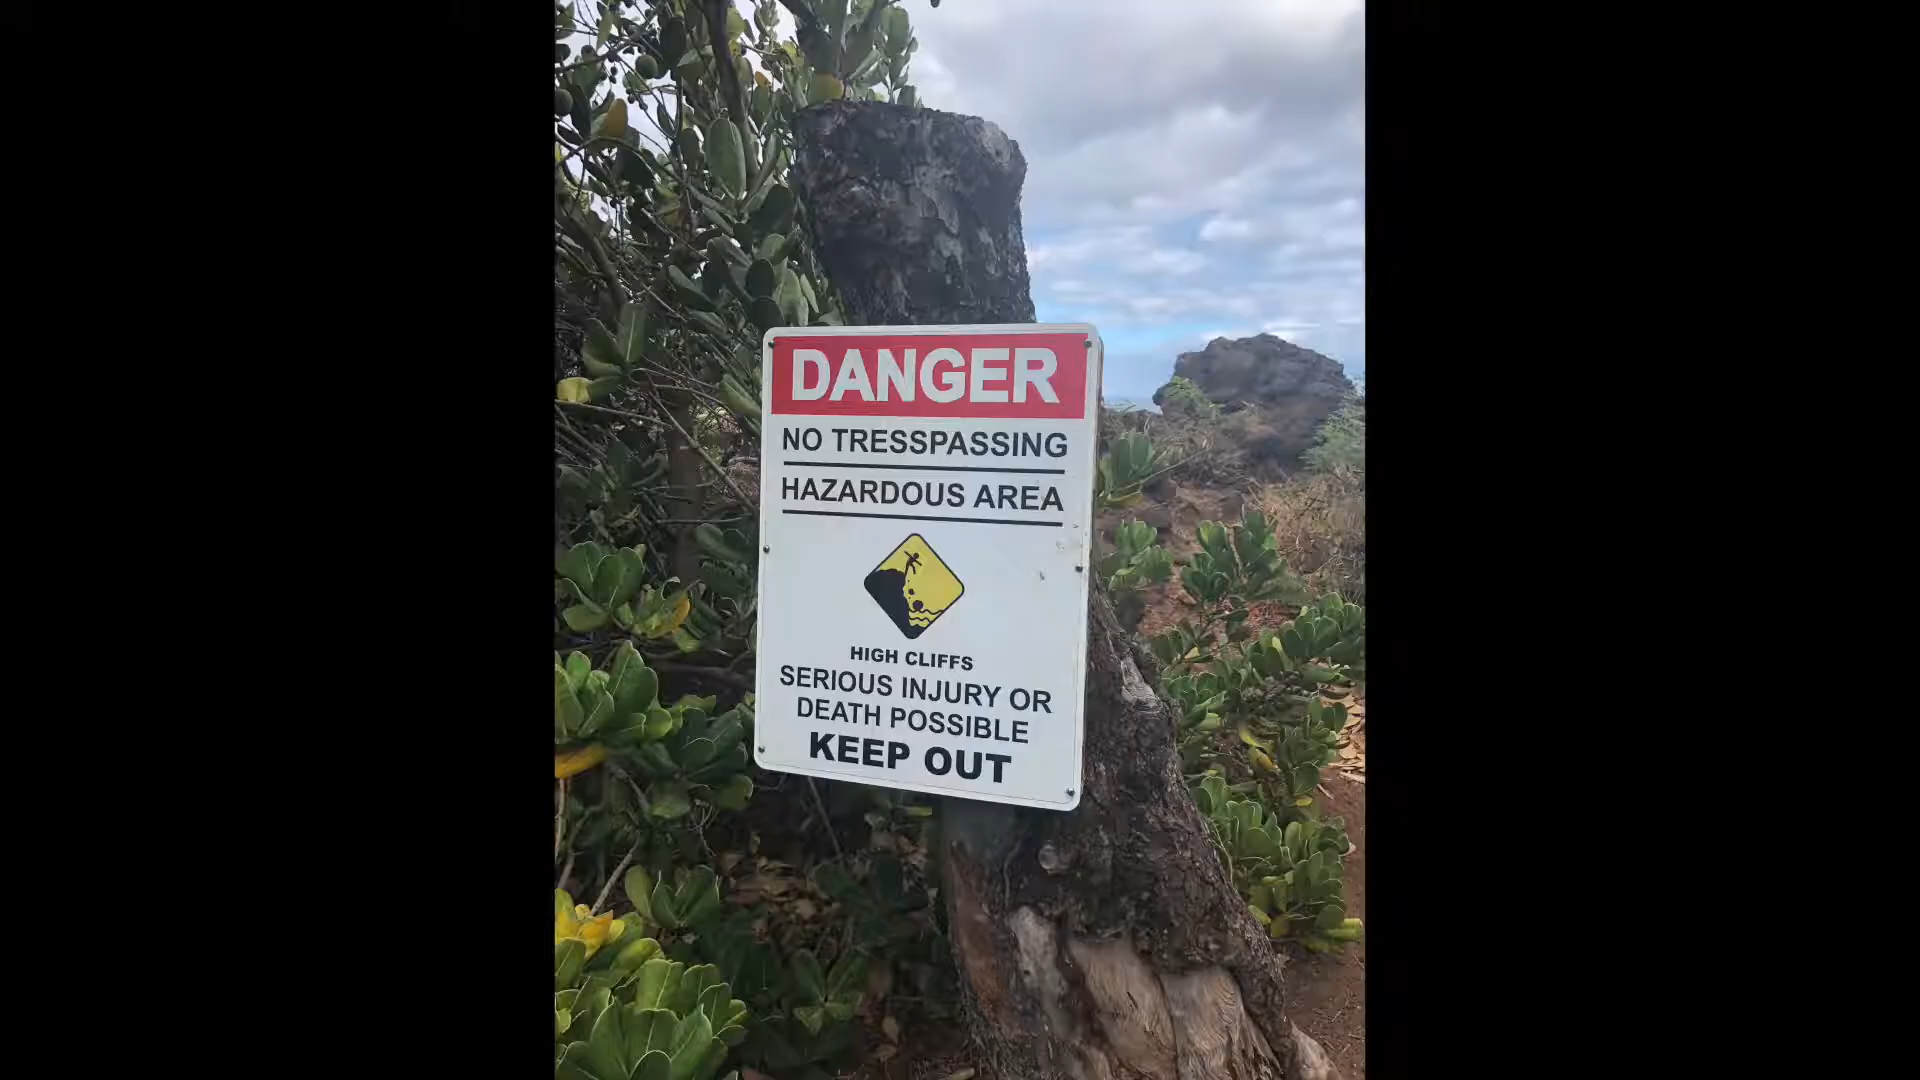 DANGER
NO TRESSPASSING
HAZARDOUS AREA
HIGH CLIFFS
SERIOUS INJURY OR
DEATH POSSIBLE
KEEP OUT